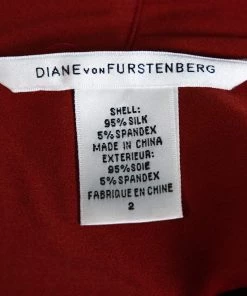 DIANE VON FURSTENBERG
SHELL:
95% SILK
5% SPANDEX
MADE IN CHINA
EXTERIEUR:
95% SOIE
5% SPANDEX
FABRIQUE EN CHINE
2